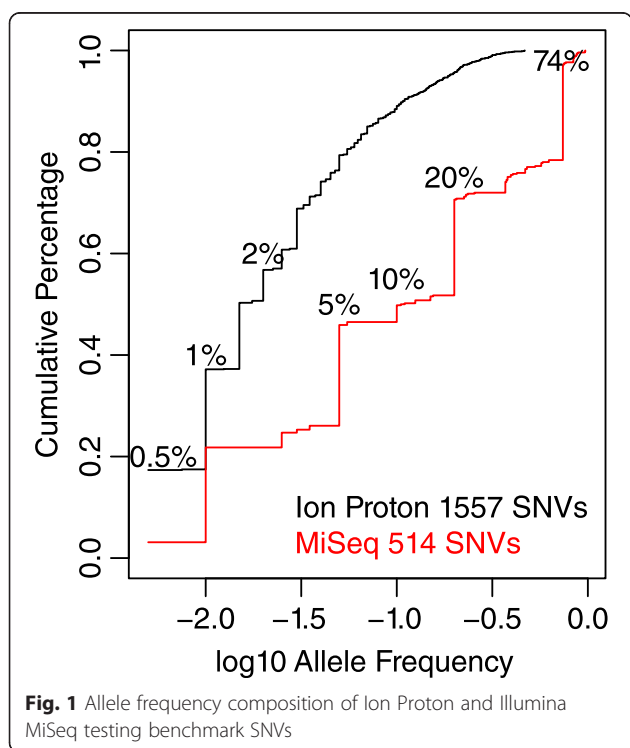 1.0
0.8
0.6
0.4
0.2
0.0
Cumulative Percentage
74%
20%
2%
10%
5%
1%
0.5%
Ion Proton 1557 SNVs
MiSeq 514 SNVs
−2.0 −1.5 −1.0 −0.5 0.0
log10 Allele Frequency
Fig. 1 Allele frequency composition of Ion Proton and Illumina
MiSeq testing benchmark SNVs